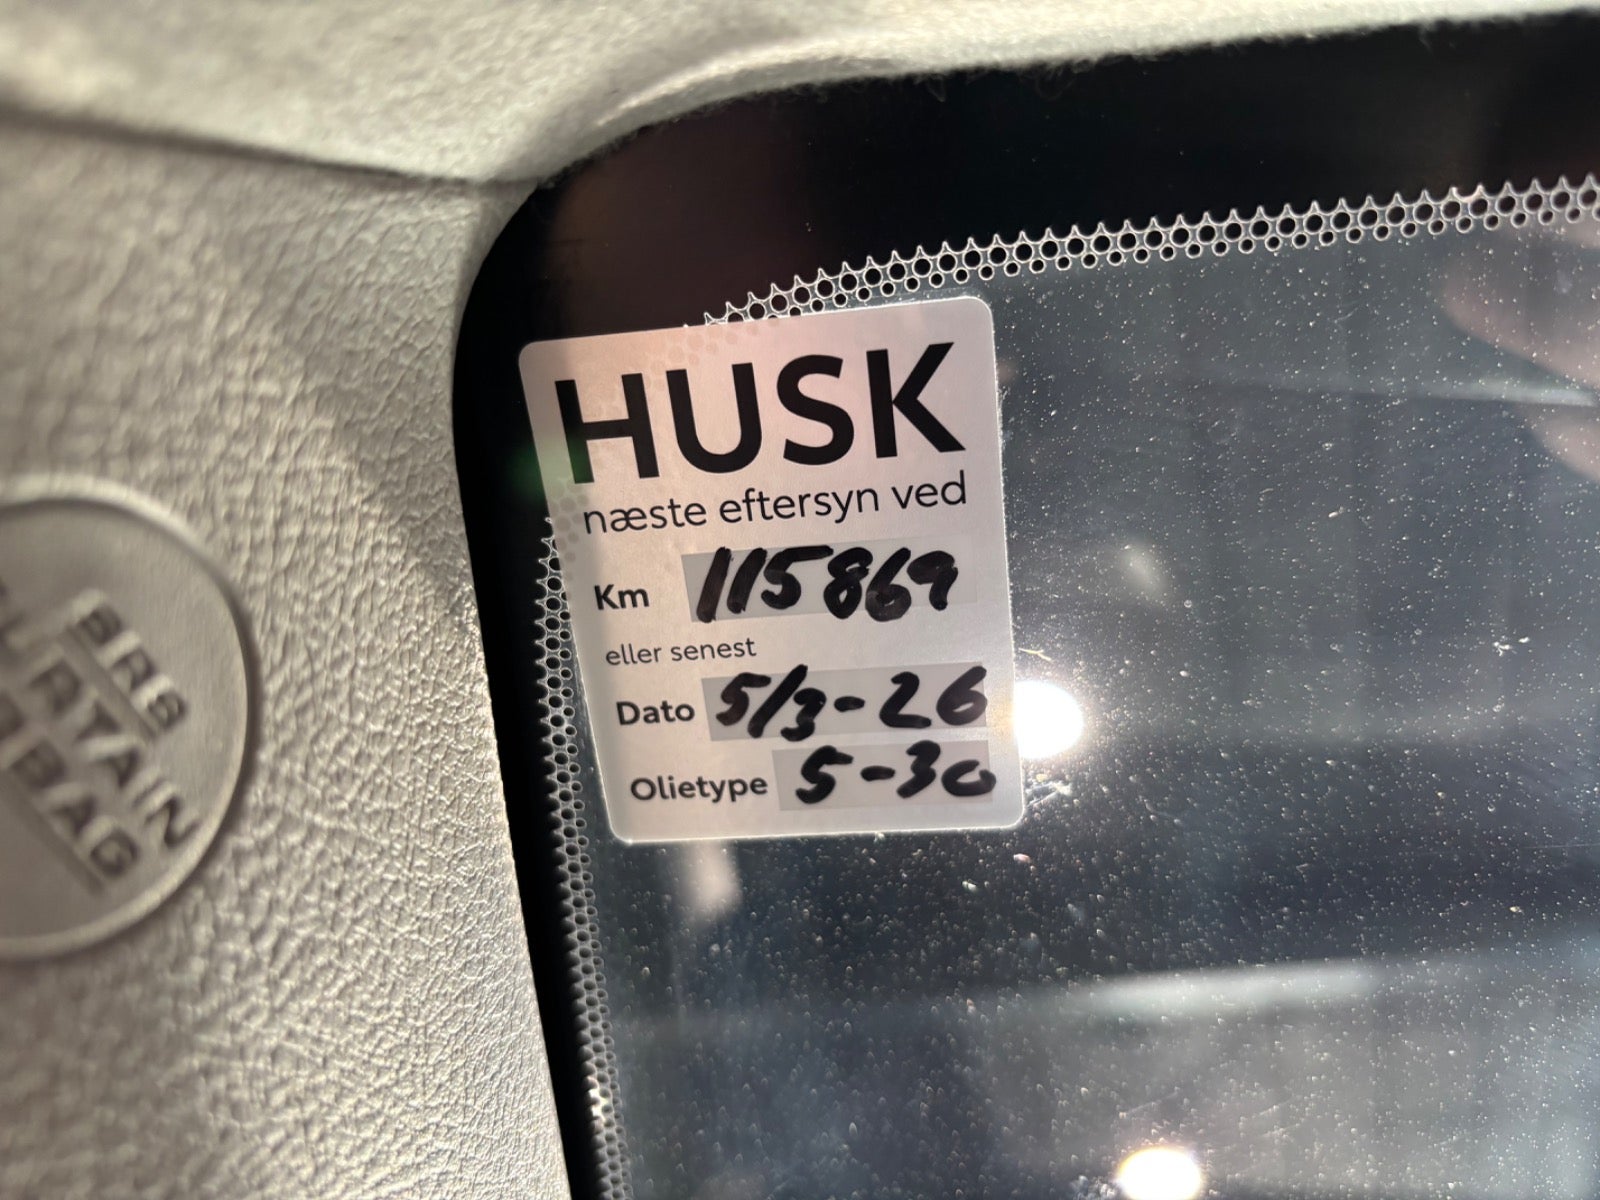 HUSK
næste eftersyn ved
Km 115869
eller senest
Dato 5/3-26
Olietype 5-30
SRS
CURTAIN
AIRBAG